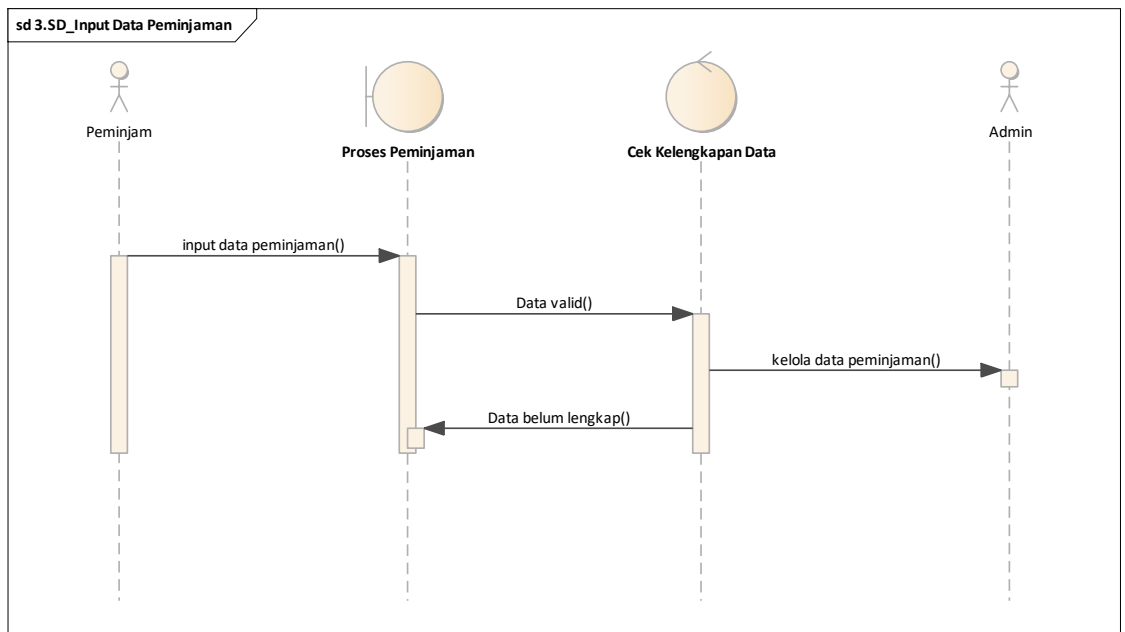 sd 3.SD_Input Data Peminjaman
Peminjam
Proses Peminjaman
Cek Kelengkapan Data
Admin
input data peminjaman()
Data valid()
kelola data peminjaman()
Data belum lengkap()